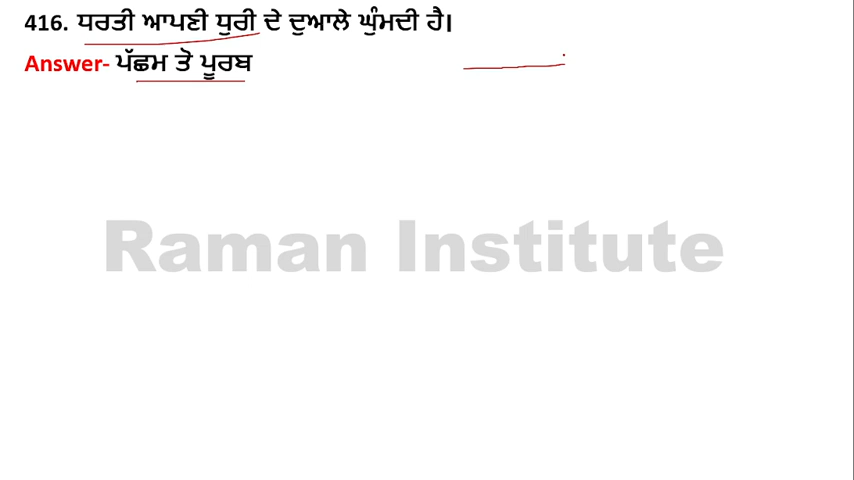 416. ਧਰਤੀ ਆਪਣੀ ਧੁਰੀ ਦੇ ਦੁਆਲੇ ਘੁੰਮਦੀ ਹੈ।
Answer- ਪੱਛਮ ਤੋ ਪੂਰਬ
Raman Institute